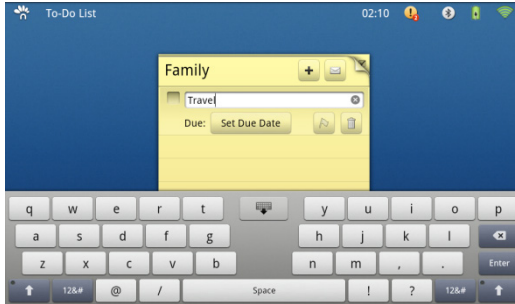 To-Do List 02:10
Family
Travel
Due: Set Due Date
q w e r t y u i o p
a s d f g h j k l
z x c v b n m , . Enter
12&# @ / Space ! ? 12&#